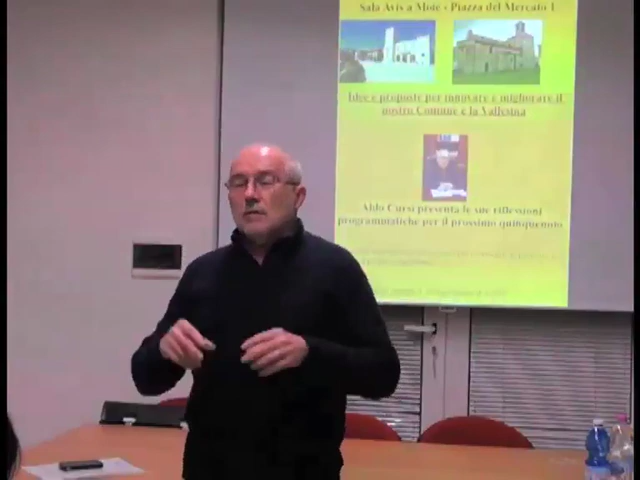 Sala Avis a Moie - Piazza del Mercato 1
Idee e proposte per innovare e migliorare il
nostro Comune e la Vallesina
Aldo Cursi presenta le sue riflessioni
programmatiche per il prossimo quinquennio